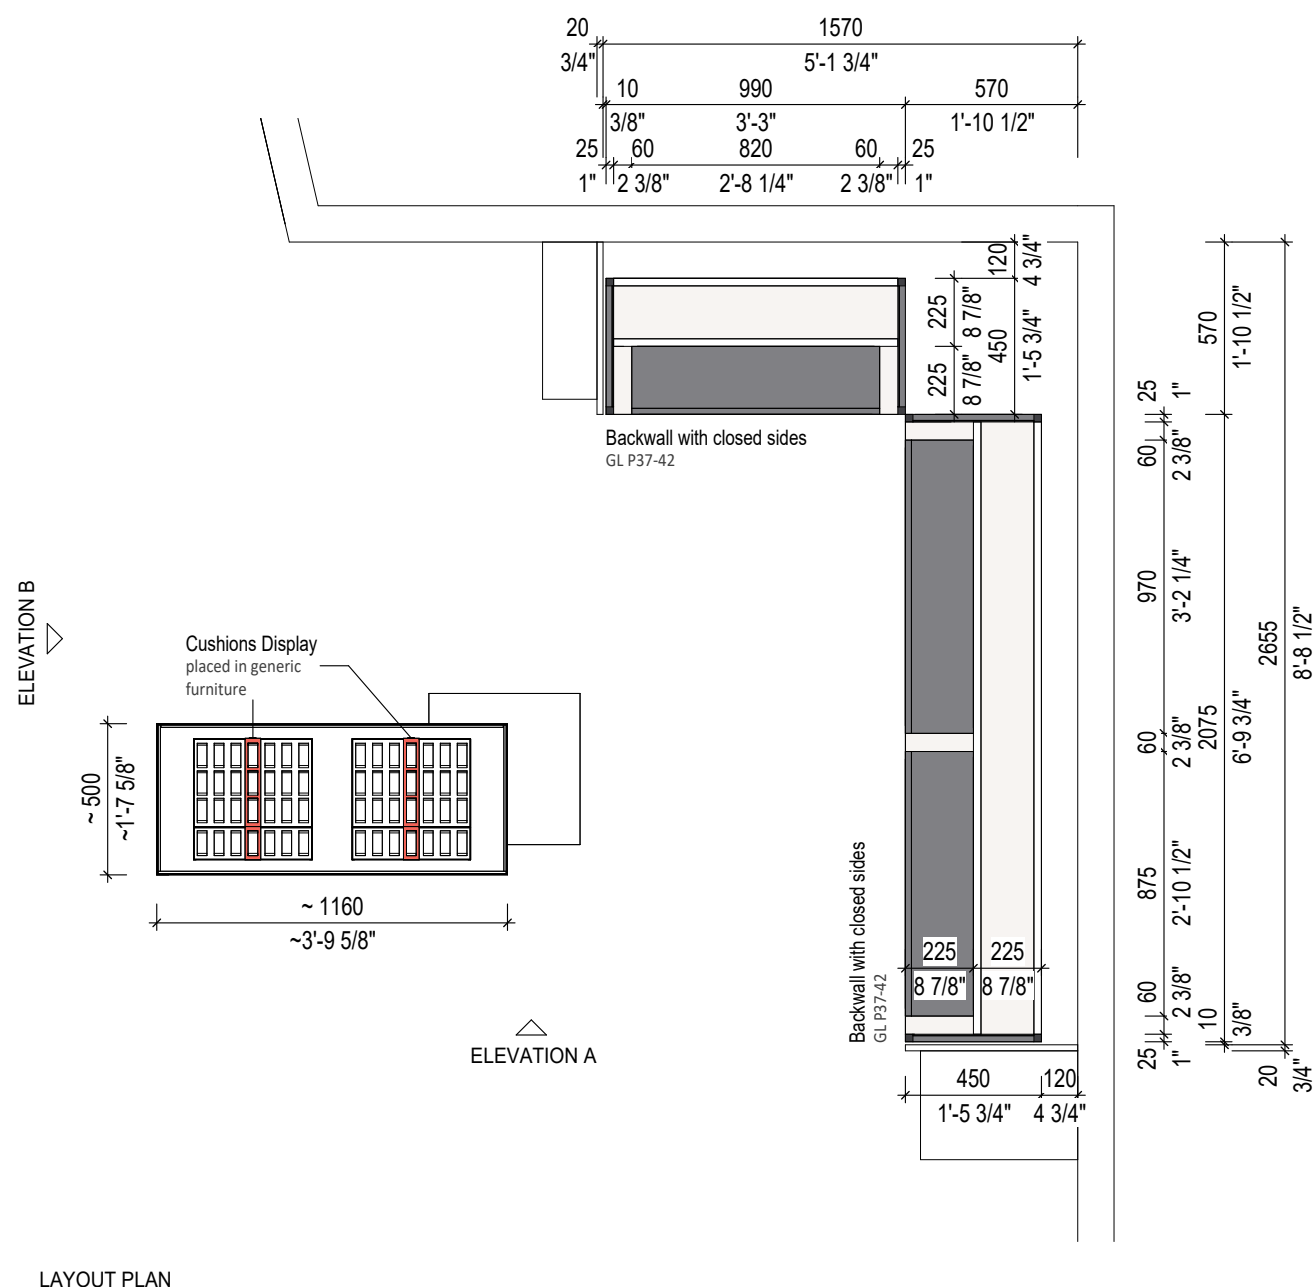 20 1570
3/4" 5'-1 3/4"
10 990 570
3/8" 3'-3" 1'-10 1/2"
25 60 820 60 25
1" 2 3/8" 2'-8 1/4" 2 3/8" 1"
120
4 3/4"
225
8 7/8"
450
1'-5 3/4"
225
8 7/8"
570
1'-10 1/2"
Backwall with closed sides
GL P37-42
25
1"
60
2 3/8"
970
3'-2 1/4"
60
2 3/8"
2075
6'-9 3/4"
2655
8'-8 1/2"
875
2'-10 1/2"
60
2 3/8"
10
3/8"
25
1"
20
3/4"
ELEVATION B
Cushions Display
placed in generic
furniture
~ 500
~1'-7 5/8"
~ 1160
~3'-9 5/8"
Backwall with closed sides
GL P37-42
225 225
8 7/8" 8 7/8"
ELEVATION A
450 120
1'-5 3/4" 4 3/4"
LAYOUT PLAN